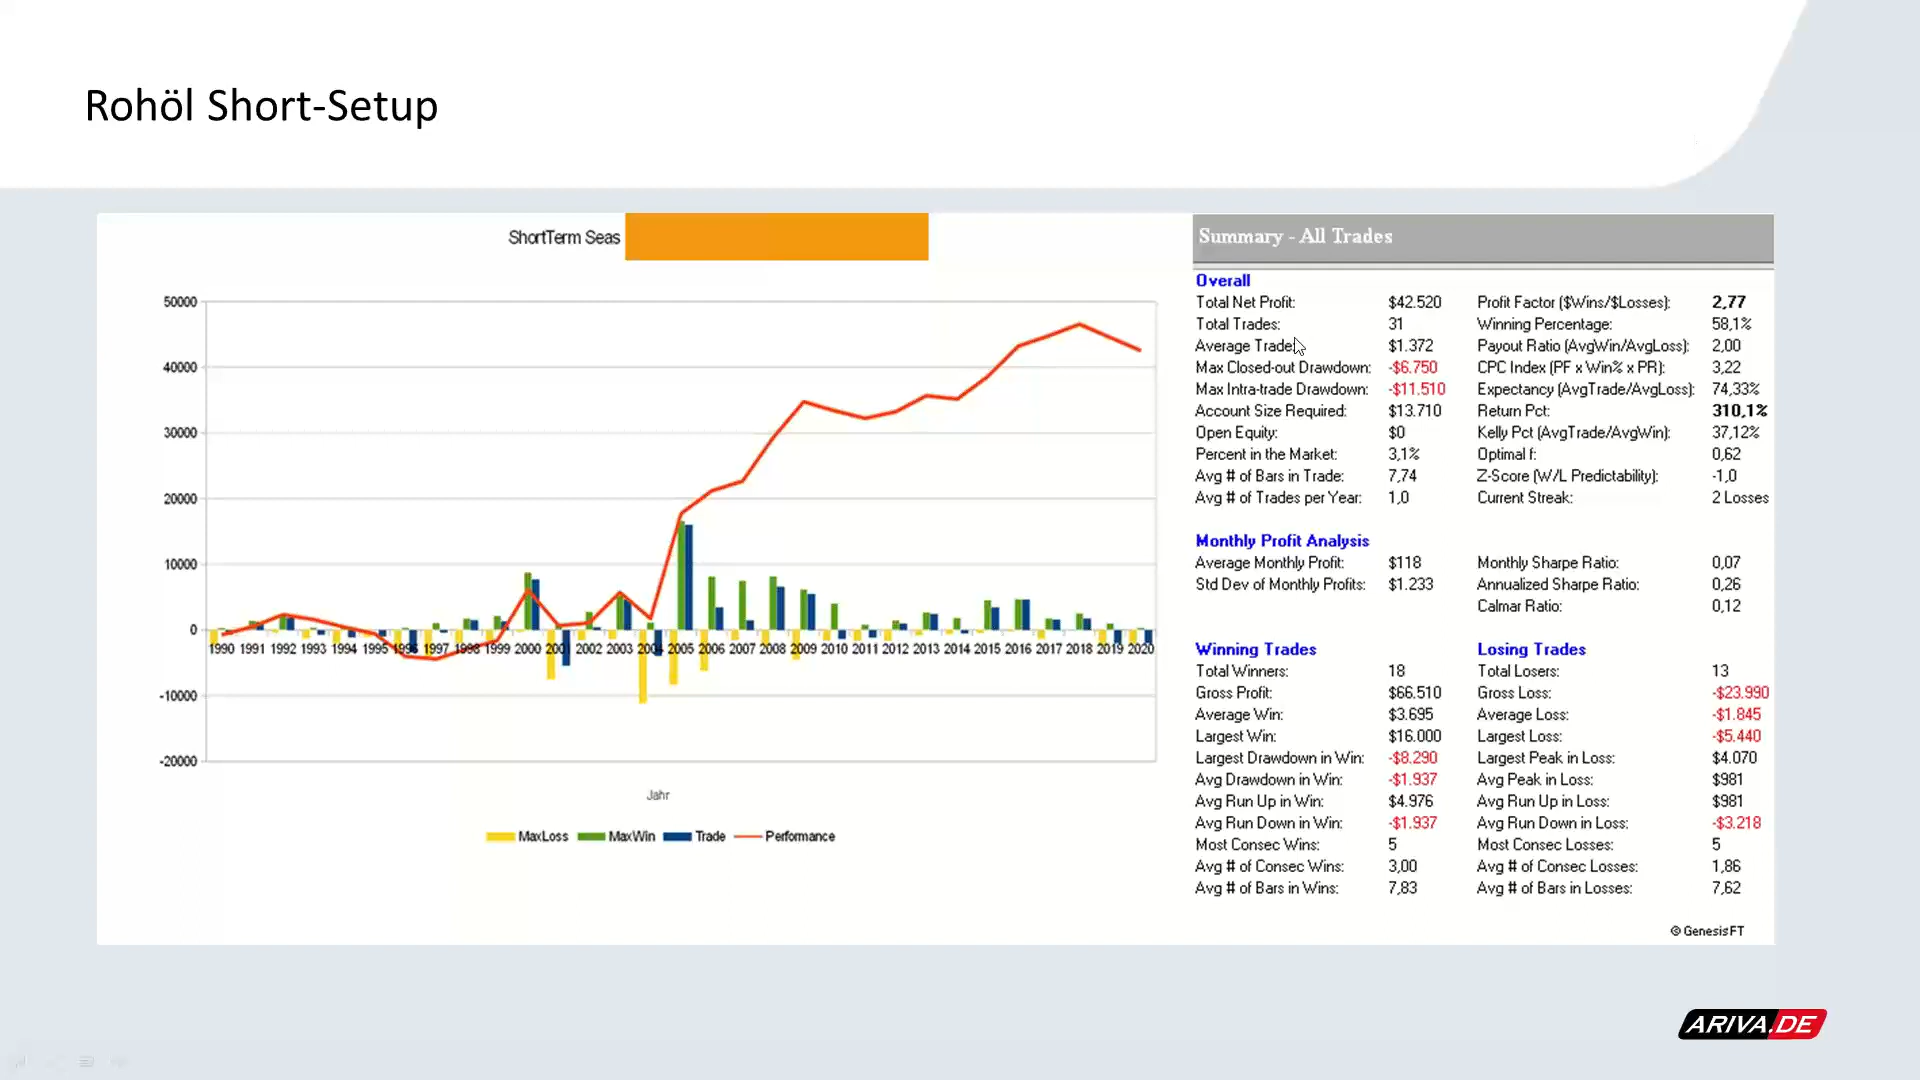 Rohöl Short-Setup
ShortTerm Seas
50000
40000
30000
20000
10000
0
-10000
-20000
1990 1991 1992 1993 1994 1995 1996 1997 1998 1999 2000 2001 2002 2003 2004 2005 2006 2007 2008 2009 2010 2011 2012 2013 2014 2015 2016 2017 2018 2019 2020
Jahr
MaxLoss MaxWin Trade Performance
Summary - All Trades
Overall
Total Net Profit: $42.520 Profit Factor ($Wins/$Losses): 2,77
Total Trades: 31 Winning Percentage: 58,1%
Average Trade: $1.372 Payout Ratio (AvgWin/AvgLoss): 2,00
Max Closed-out Drawdown: -$6.750 CPC Index (PF x Win% x PR): 3,22
Max Intra-trade Drawdown: -$11.510 Expectancy (AvgTrade/AvgLoss): 74,33%
Account Size Required: $13.710 Return Pct: 310,1%
Open Equity: $0 Kelly Pct (AvgTrade/AvgWin): 37,12%
Percent in the Market: 3,1% Optimal f: 0,62
Avg # of Bars in Trade: 7,74 Z-Score (W/L Predictability): -1,0
Avg # of Trades per Year: 1,0 Current Streak: 2 Losses
Monthly Profit Analysis
Average Monthly Profit: $118 Monthly Sharpe Ratio: 0,07
Std Dev of Monthly Profits: $1.233 Annualized Sharpe Ratio: 0,26
Calmar Ratio: 0,12
Winning Trades Losing Trades
Total Winners: 18 Total Losers: 13
Gross Profit: $66.510 Gross Loss: -$23.990
Average Win: $3.695 Average Loss: -$1.845
Largest Win: $16.000 Largest Loss: -$5.440
Largest Drawdown in Win: -$8.290 Largest Peak in Loss: $4.070
Avg Drawdown in Win: -$1.937 Avg Peak in Loss: $981
Avg Run Up in Win: $4.976 Avg Run Up in Loss: $981
Avg Run Down in Win: -$1.937 Avg Run Down in Loss: -$3.218
Most Consec Wins: 5 Most Consec Losses: 5
Avg # of Consec Wins: 3,00 Avg # of Consec Losses: 1,86
Avg # of Bars in Wins: 7,83 Avg # of Bars in Losses: 7,62
© GenesisFT
ARIVA.DE